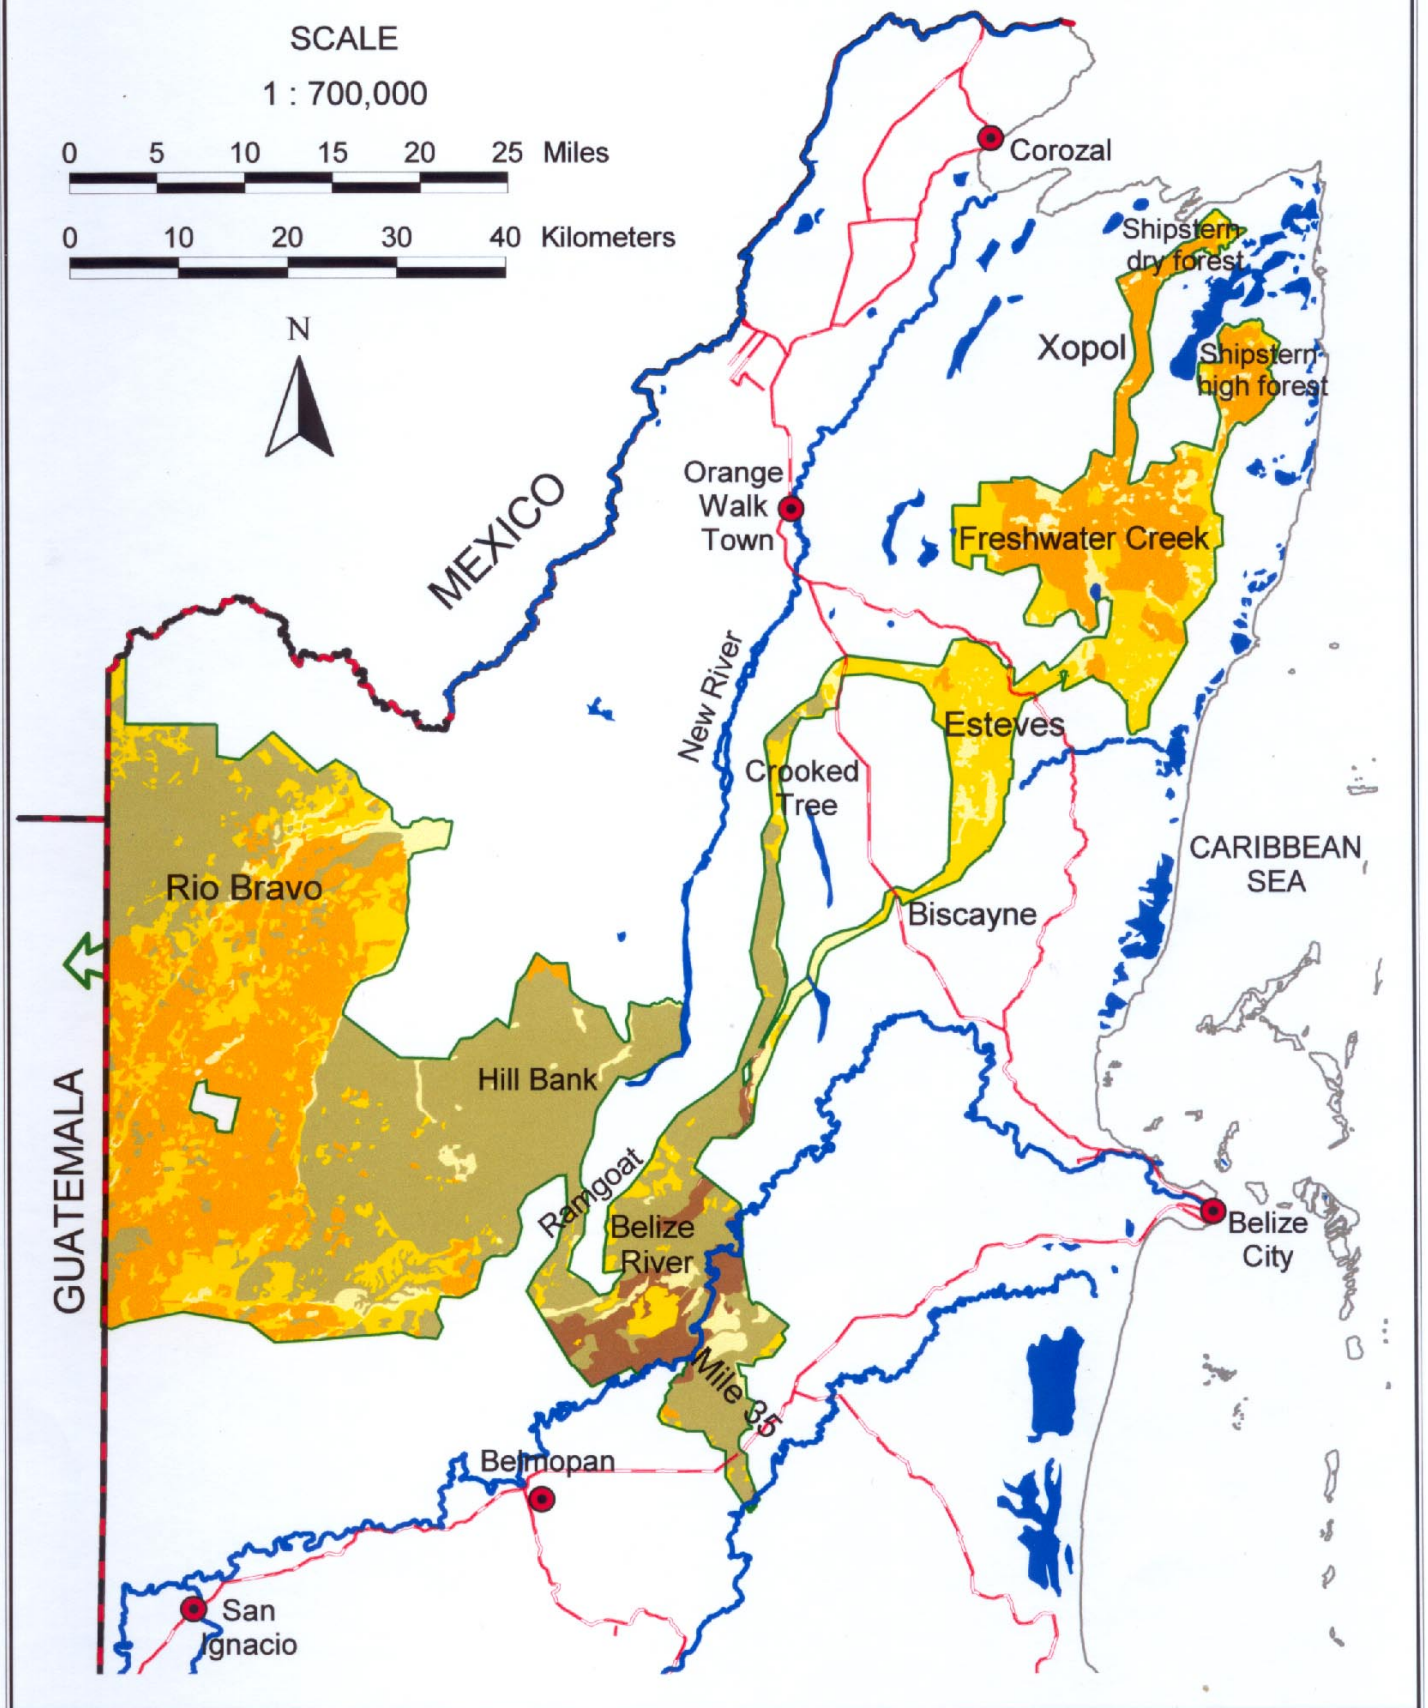 SCALE
1 : 700,000
0 5 10 15 20 25 Miles
0 10 20 30 40 Kilometers
N
Corozal
Shipstern
dry forest
Xopol
Shipstern
high forest
MEXICO
Orange
Walk
Town
Freshwater Creek
New River
Esteves
Crooked
Tree
CARIBBEAN
SEA
Rio Bravo
Biscayne
Hill Bank
GUATEMALA
Ramgoat
Belize
River
Belize
City
Mile 35
Belmopan
San
Ignacio